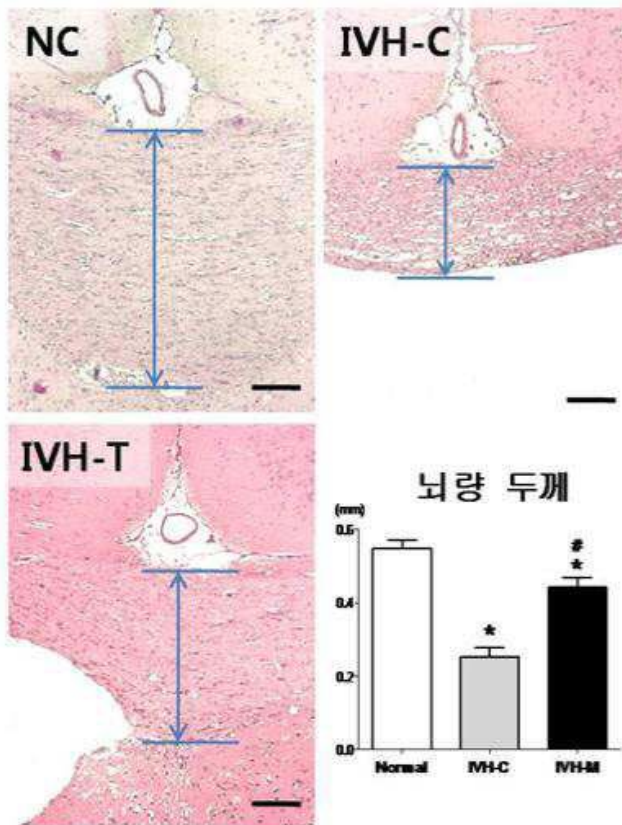 NC
IVH-C
IVH-T
뇌량 두께
(mm)
0.6
0.4
0.2
0.0
*
#
*
Normal
IVH-C
IVH-M